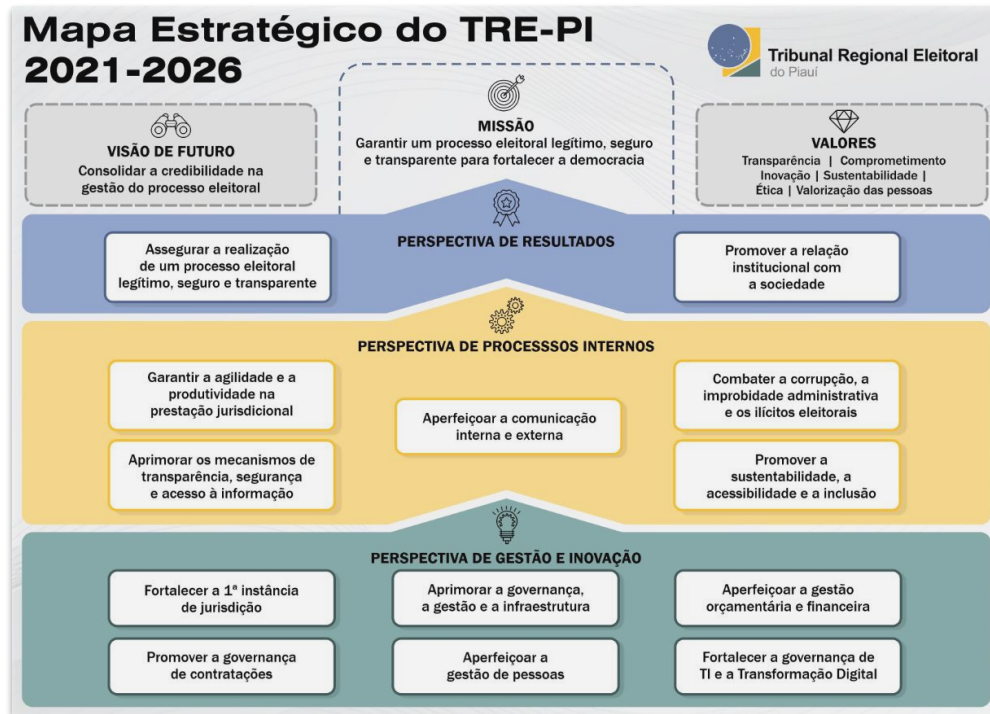 Mapa Estratégico do TRE-PI
2021-2026
Tribunal Regional Eleitoral
do Piauí
VISÃO DE FUTURO
Consolidar a credibilidade na
gestão do processo eleitoral
MISSÃO
Garantir um processo eleitoral legítimo, seguro
e transparente para fortalecer a democracia
VALORES
Transparência | Comprometimento
Inovação | Sustentabilidade |
Ética | Valorização das pessoas
PERSPECTIVA DE RESULTADOS
Assegurar a realização
de um processo eleitoral
legítimo, seguro e transparente
Promover a relação
institucional com
a sociedade
PERSPECTIVA DE PROCESSSOS INTERNOS
Garantir a agilidade e a
produtividade na
prestação jurisdicional
Aprimorar os mecanismos de
transparência, segurança
e acesso à informação
Aperfeiçoar a comunicação
interna e externa
Combater a corrupção, a
improbidade administrativa
e os ilícitos eleitorais
Promover a
sustentabilidade, a
acessibilidade e a inclusão
PERSPECTIVA DE GESTÃO E INOVAÇÃO
Fortalecer a 1ª instância
de jurisdição
Aprimorar a governança,
a gestão e a infraestrutura
Aperfeiçoar a gestão
orçamentária e financeira
Promover a governança
de contratações
Aperfeiçoar a
gestão de pessoas
Fortalecer a governança de
TI e a Transformação Digital